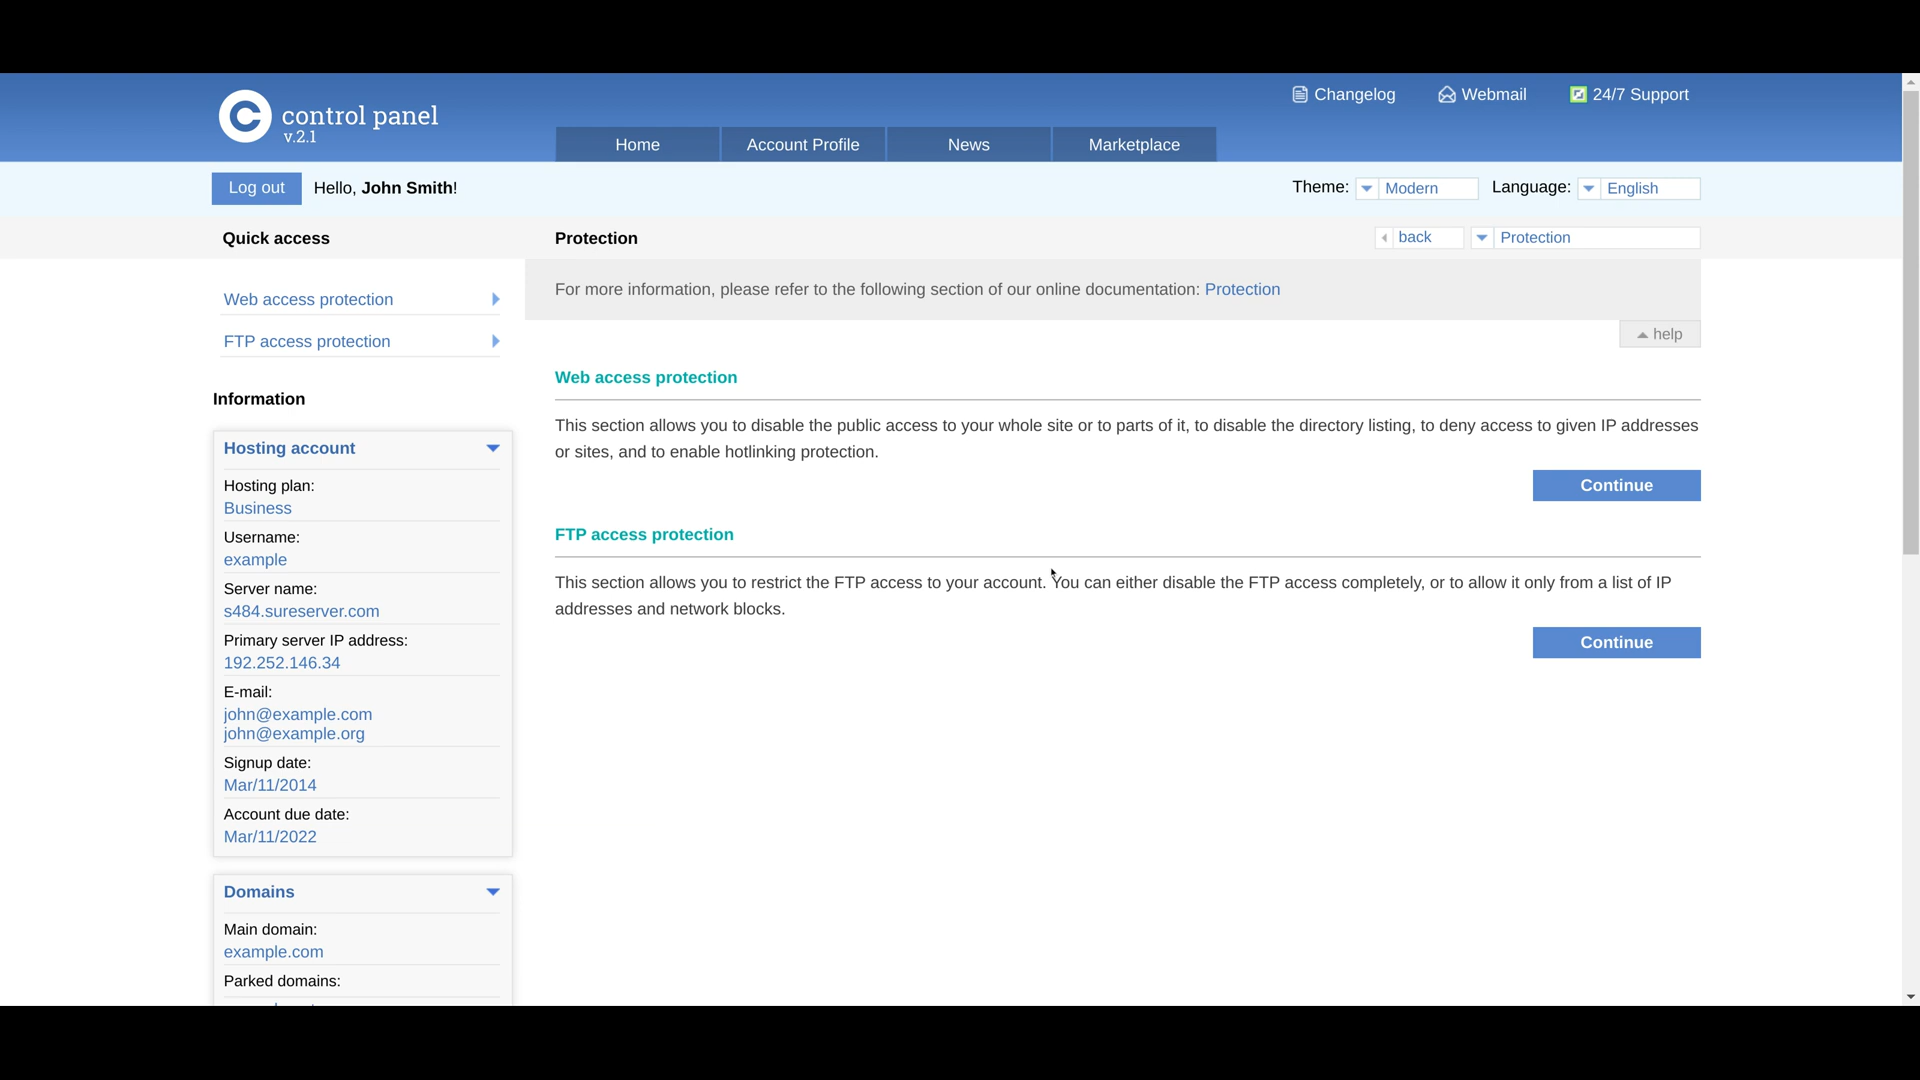 control panel
v.2.1
Changelog
Webmail
24/7 Support
Home
Account Profile
News
Marketplace
Log out
Hello, John Smith!
Theme:
Modern
Language:
English
Quick access
Protection
back
Protection
Web access protection
FTP access protection
For more information, please refer to the following section of our online documentation: Protection
help
Web access protection
This section allows you to disable the public access to your whole site or to parts of it, to disable the directory listing, to deny access to given IP addresses
or sites, and to enable hotlinking protection.
Continue
FTP access protection
This section allows you to restrict the FTP access to your account. You can either disable the FTP access completely, or to allow it only from a list of IP
addresses and network blocks.
Continue
Information
Hosting account
Hosting plan:
Business
Username:
example
Server name:
s484.sureserver.com
Primary server IP address:
192.252.146.34
E-mail:
john@example.com
john@example.org
Signup date:
Mar/11/2014
Account due date:
Mar/11/2022
Domains
Main domain:
example.com
Parked domains: